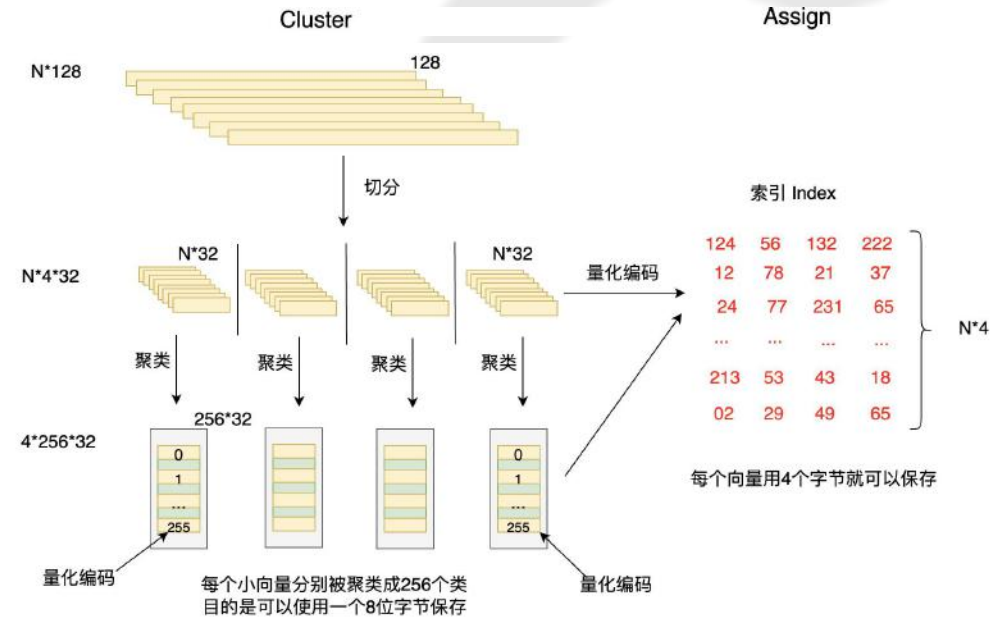 Cluster
Assign
N*128
128
切分
索引 Index
N*4*32
N*32
N*32
量化编码
124 56 132 222
12 78 21 37
24 77 231 65
... ... ... ...
213 53 43 18
02 29 49 65
N*4
聚类
聚类
聚类
聚类
4*256*32
256*32
0
1
...
255
0
1
...
255
每个向量用4个字节就可以保存
量化编码
量化编码
每个小向量分别被聚类成256个类
目的是可以使用一个8位字节保存